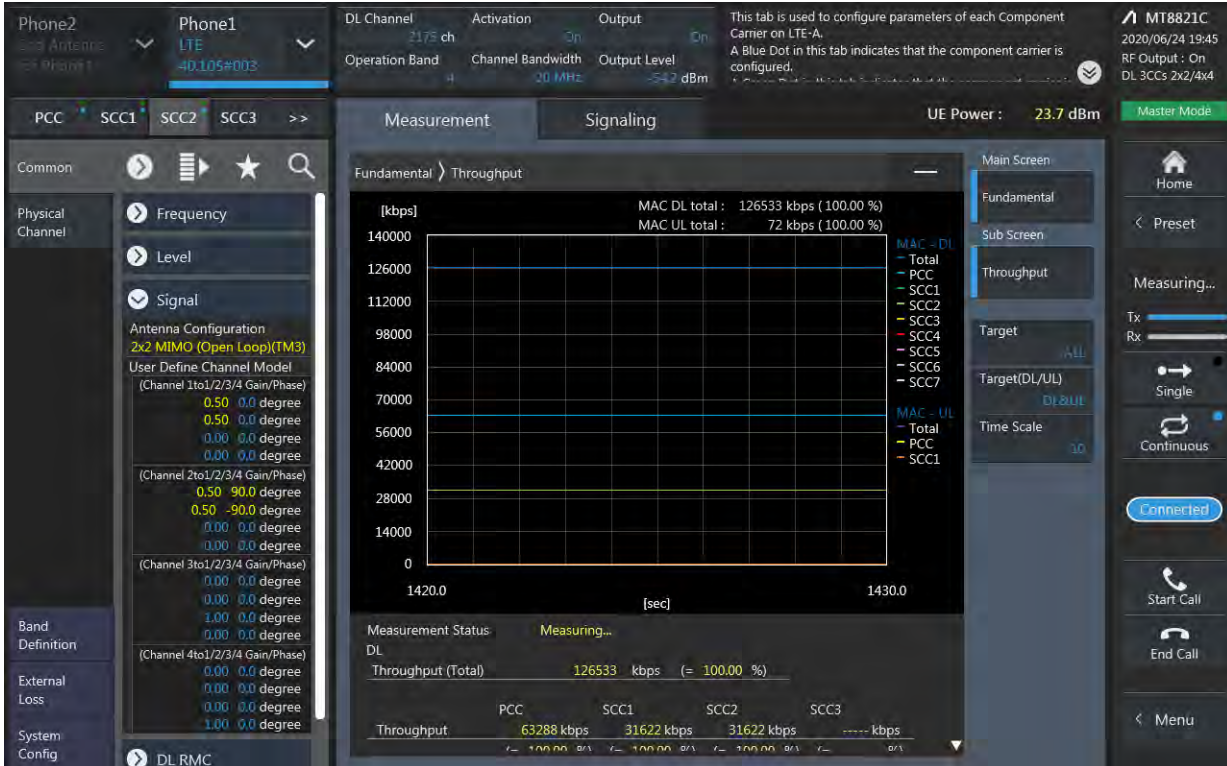 Phone2
Phone1
LTE
40.105#003
DL Channel
2175 ch
Operation Band
4
Activation
On
Channel Bandwidth
20 MHz
Output
On
Output Level
-54.2 dBm
This tab is used to configure parameters of each Component
Carrier on LTE-A.
A Blue Dot in this tab indicates that the component carrier is
configured.
MT8821C
2020/06/24 19:45
RF Output : On
DL 3CCs 2x2/4x4
PCC SCC1 SCC2 SCC3 >>
Measurement
Signaling
UE Power : 23.7 dBm
Master Mode
Common
Physical
Channel
Band
Definition
External
Loss
System
Config
Frequency
Level
Signal
Antenna Configuration
2x2 MIMO (Open Loop)(TM3)
User Define Channel Model
(Channel 1to1/2/3/4 Gain/Phase)
0.50 0.0 degree
0.50 0.0 degree
0.00 0.0 degree
0.00 0.0 degree
(Channel 2to1/2/3/4 Gain/Phase)
0.50 90.0 degree
0.50 -90.0 degree
0.00 0.0 degree
0.00 0.0 degree
(Channel 3to1/2/3/4 Gain/Phase)
0.00 0.0 degree
0.00 0.0 degree
1.00 0.0 degree
0.00 0.0 degree
(Channel 4to1/2/3/4 Gain/Phase)
0.00 0.0 degree
0.00 0.0 degree
0.00 0.0 degree
1.00 0.0 degree
DL RMC
Fundamental 〉 Throughput
[kbps]
MAC DL total : 126533 kbps ( 100.00 %)
MAC UL total : 72 kbps ( 100.00 %)
140000
126000
112000
98000
84000
70000
56000
42000
28000
14000
0
1420.0
1430.0
[sec]
MAC - DL
Total
PCC
SCC1
SCC2
SCC3
SCC4
SCC5
SCC6
SCC7
MAC - UL
Total
PCC
SCC1
Measurement Status Measuring...
DL
Throughput (Total) 126533 kbps (= 100.00 %)
PCC SCC1 SCC2 SCC3
Throughput 63288 kbps 31622 kbps 31622 kbps ----- kbps
(= 100.00 %) (= 100.00 %) (= 100.00 %) (= %)
Main Screen
Fundamental
Sub Screen
Throughput
Target
ALL
Target(DL/UL)
DL&UL
Time Scale
10
Home
< Preset
Measuring...
Tx
Rx
Single
Continuous
Connected
Start Call
End Call
< Menu